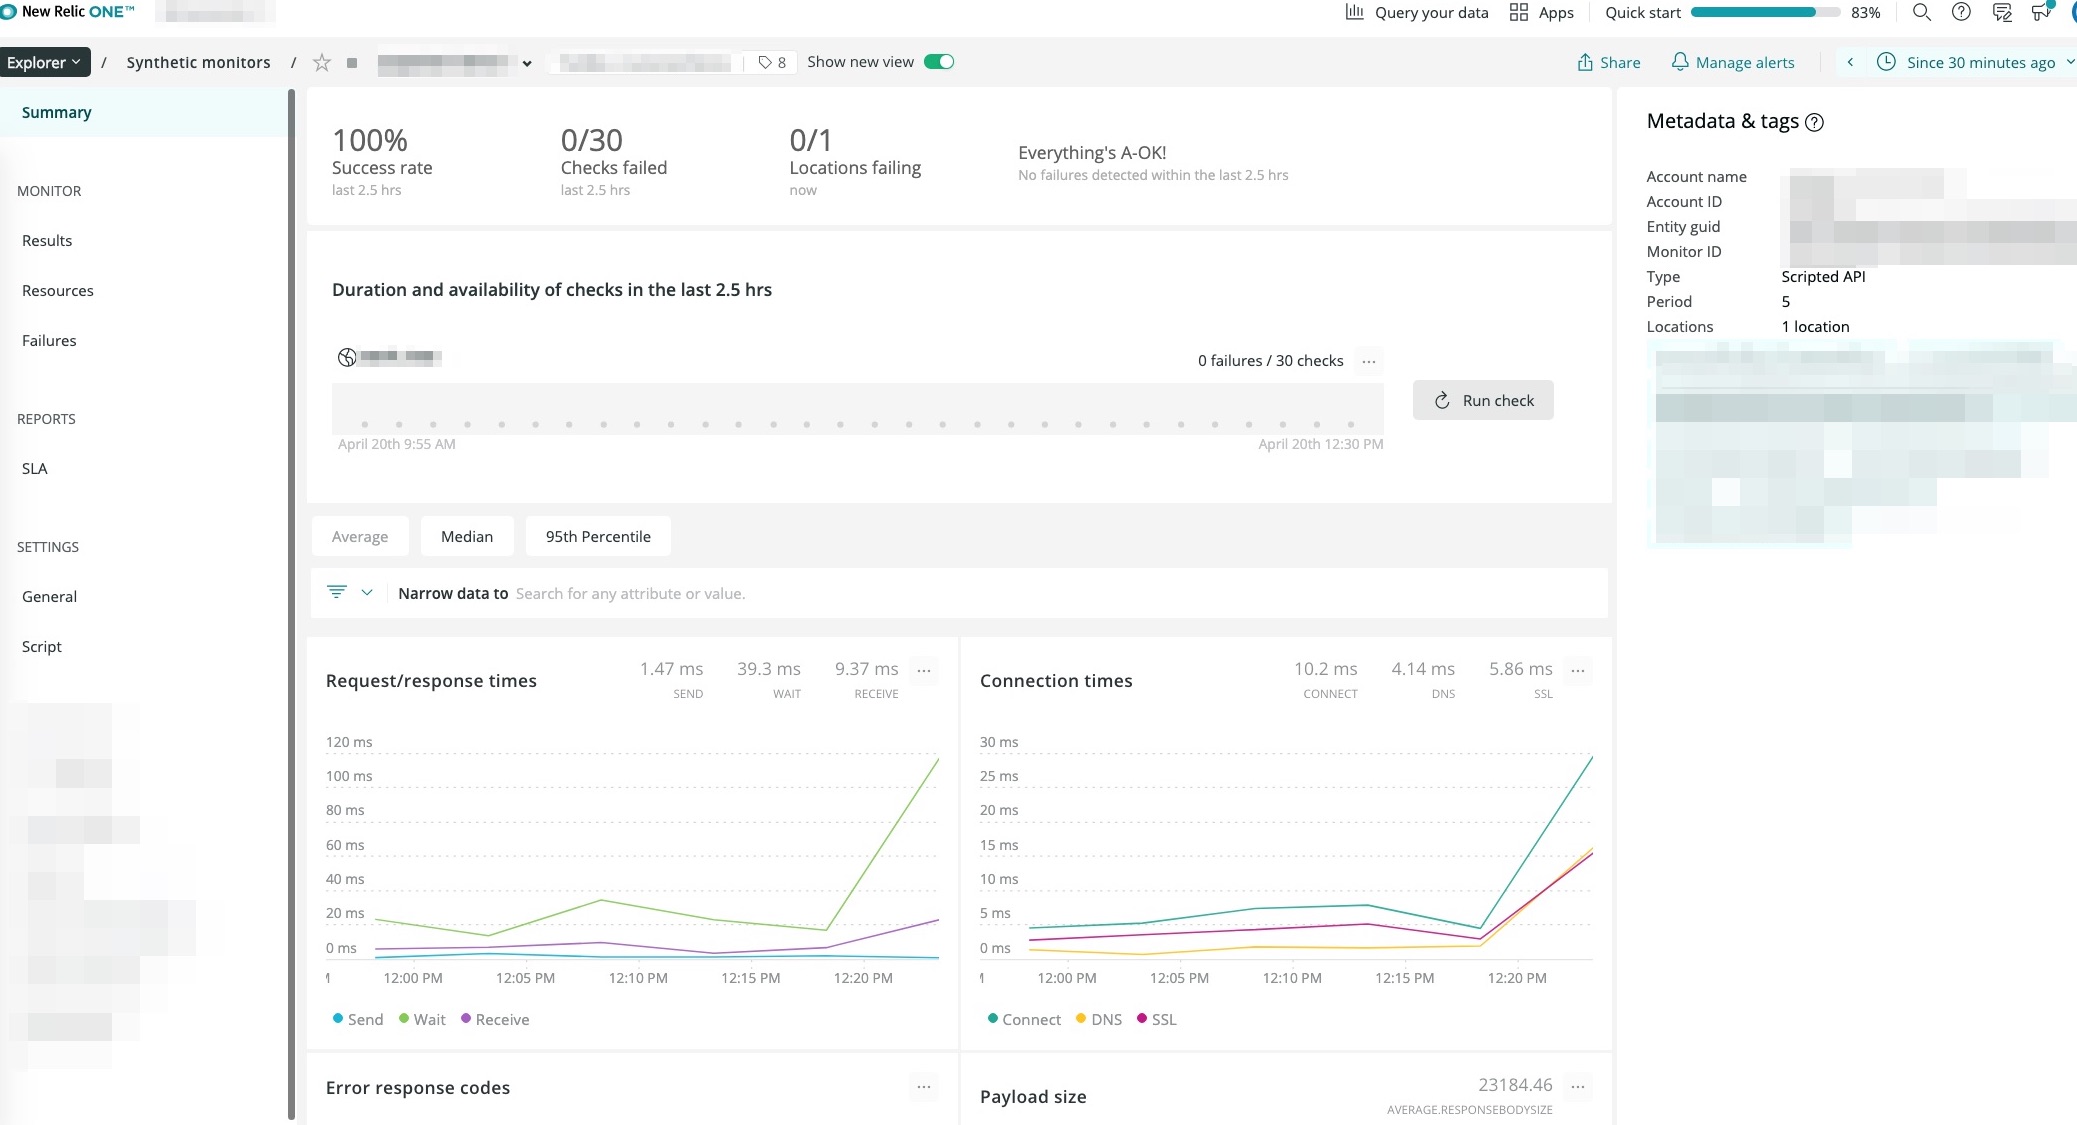 New Relic ONE™
Query your data Apps Quick start 83%
Explorer / Synthetic monitors / 8 Show new view Share Manage alerts Since 30 minutes ago
Summary
MONITOR
Results
Resources
Failures
REPORTS
SLA
SETTINGS
General
Script
100% 0/30 0/1
Success rate Checks failed Locations failing Everything's A-OK!
last 2.5 hrs last 2.5 hrs now No failures detected within the last 2.5 hrs
Duration and availability of checks in the last 2.5 hrs
0 failures / 30 checks ...
Run check
April 20th 9:55 AM April 20th 12:30 PM
Average Median 95th Percentile
Narrow data to Search for any attribute or value.
Request/response times 1.47 ms 39.3 ms 9.37 ms ...
SEND WAIT RECEIVE
120 ms
100 ms
80 ms
60 ms
40 ms
20 ms
0 ms
12:00 PM 12:05 PM 12:10 PM 12:15 PM 12:20 PM
Send Wait Receive
Connection times 10.2 ms 4.14 ms 5.86 ms ...
CONNECT DNS SSL
30 ms
25 ms
20 ms
15 ms
10 ms
5 ms
0 ms
12:00 PM 12:05 PM 12:10 PM 12:15 PM 12:20 PM
Connect DNS SSL
Error response codes ...
Payload size 23184.46 ...
AVERAGE.RESPONSEBODYSIZE
Metadata & tags
Account name
Account ID
Entity guid
Monitor ID
Type Scripted API
Period 5
Locations 1 location